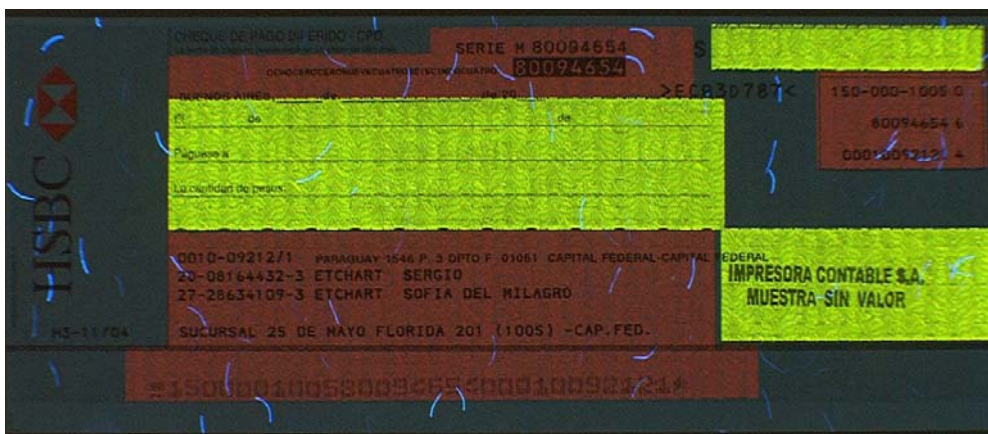 CHEQUE DE PAGO DIFERIDO - CPD
SERIE M 80094654
$
OCHOCEROCERONUEVECUATROSEISCINCOCUATRO
80094654
BUENOS AIRES, de de 20
>ECB3D787<
150-000-1005 0
80094654 6
00010092121 4
El de de
Páguese a
La cantidad de pesos
HSBC
0010-09212/1 PARAGUAY 1546 P. 3 DPTO F 01061 CAPITAL FEDERAL-CAPITAL FEDERAL
20-08164432-3 ETCHART SERGIO
27-28634109-3 ETCHART SOFIA DEL MILAGRO
IMPRESORA CONTABLE S.A.
MUESTRA SIN VALOR
H3-11/04
SUCURSAL 25 DE MAYO FLORIDA 201 (1005) -CAP.FED.